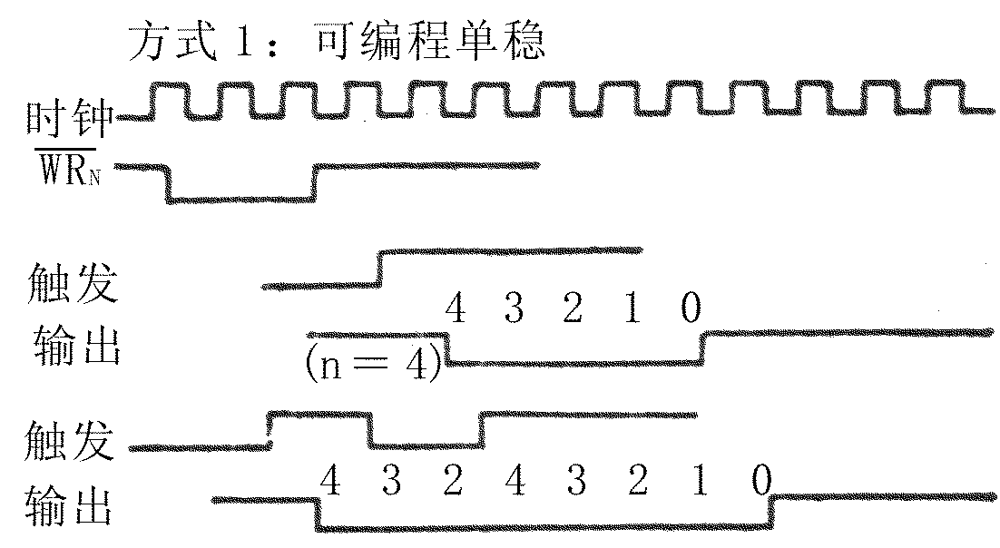 方式1：可编程单稳
时钟
W̅R̅N
触发
4 3 2 1 0
输出
(n＝4)
触发
4 3 2 4 3 2 1 0
输出